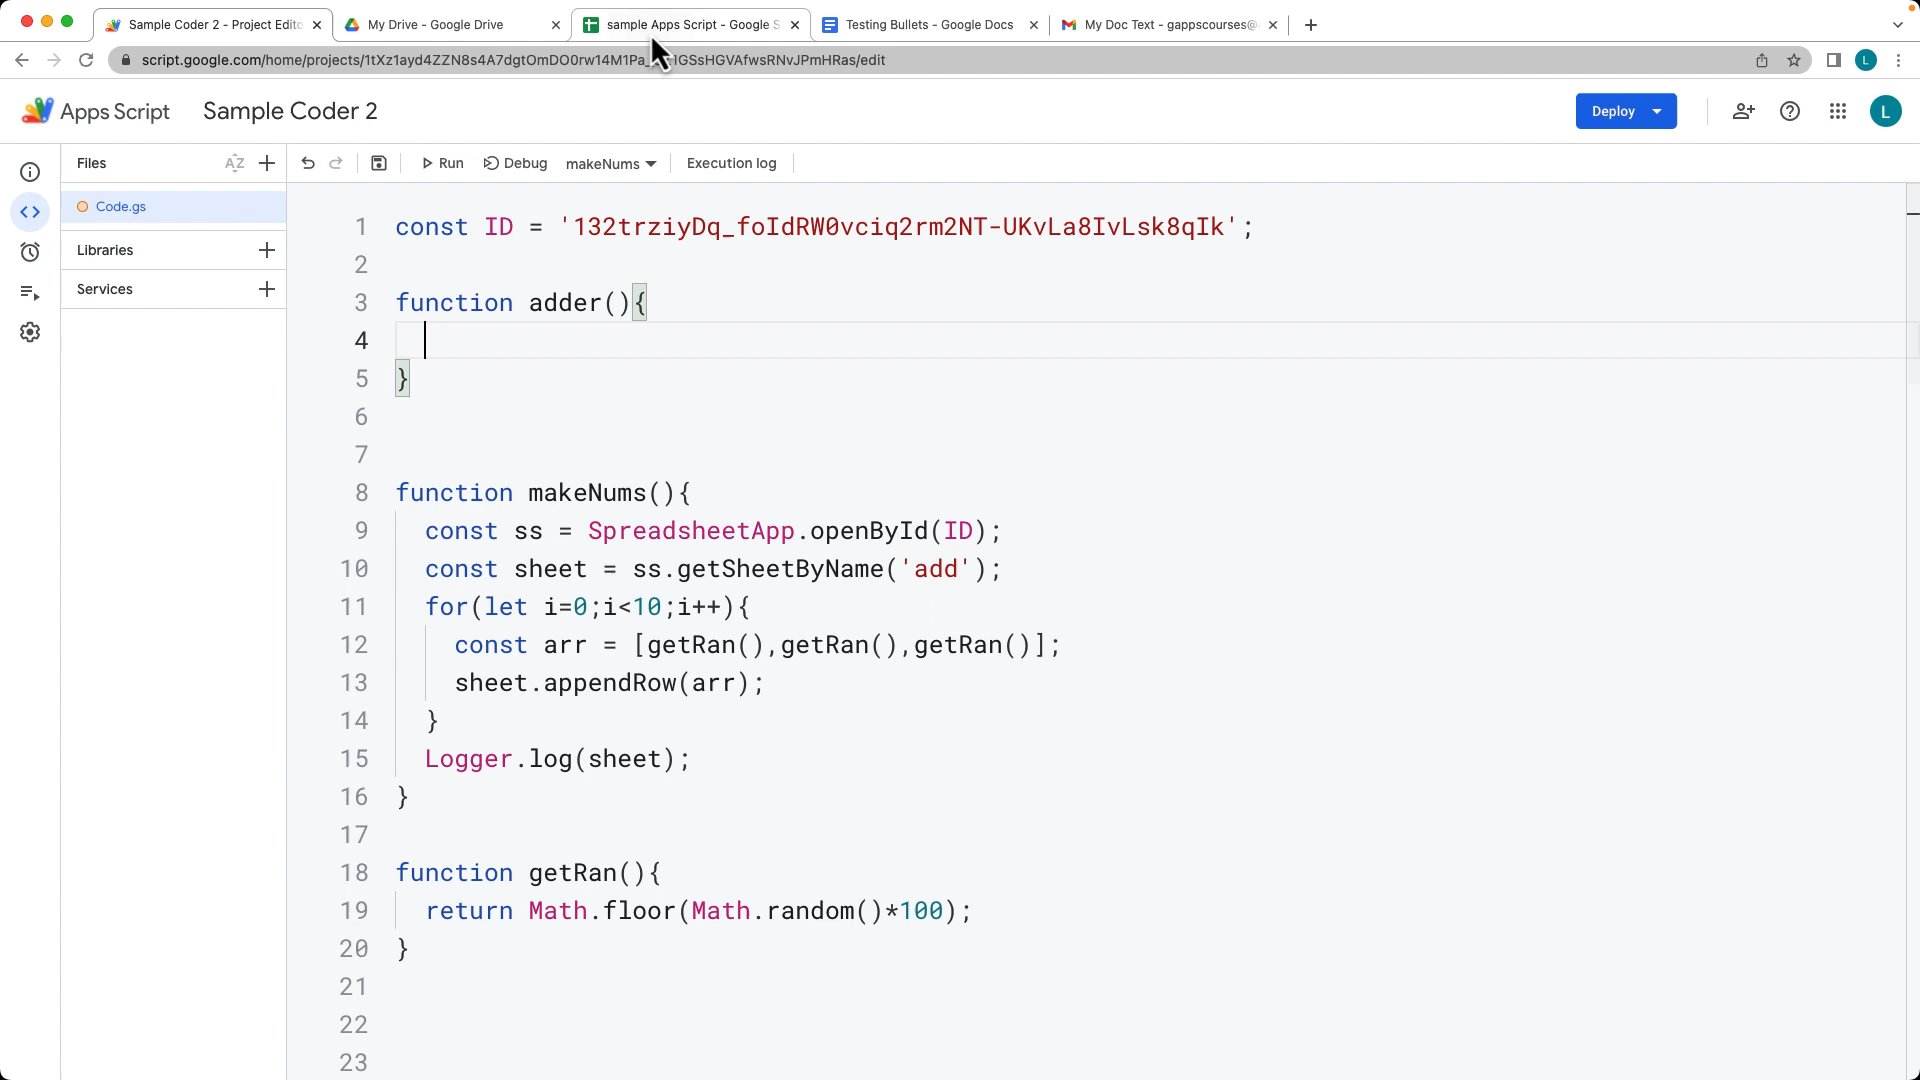 Sample Coder 2 - Project Edito
My Drive - Google Drive
sample Apps Script - Google S
Testing Bullets - Google Docs
My Doc Text - gappscourses@
script.google.com/home/projects/1tXz1ayd4ZZN8s4A7dgtOmDO0rw14M1Pa_ IGSsHGVAfwsRNvJPmHRas/edit
L
Apps Script
Sample Coder 2
Deploy
L
Files
AZ
Run
Debug
makeNums
Execution log
Code.gs
Libraries
Services
1 const ID = '132trziyDq_foIdRW0vciq2rm2NT-UKvLa8IvLsk8qIk';
2
3 function adder(){
4
5 }
6
7
8 function makeNums(){
9 const ss = SpreadsheetApp.openById(ID);
10 const sheet = ss.getSheetByName('add');
11 for(let i=0;i<10;i++){
12 const arr = [getRan(),getRan(),getRan()];
13 sheet.appendRow(arr);
14 }
15 Logger.log(sheet);
16 }
17
18 function getRan(){
19 return Math.floor(Math.random()*100);
20 }
21
22
23